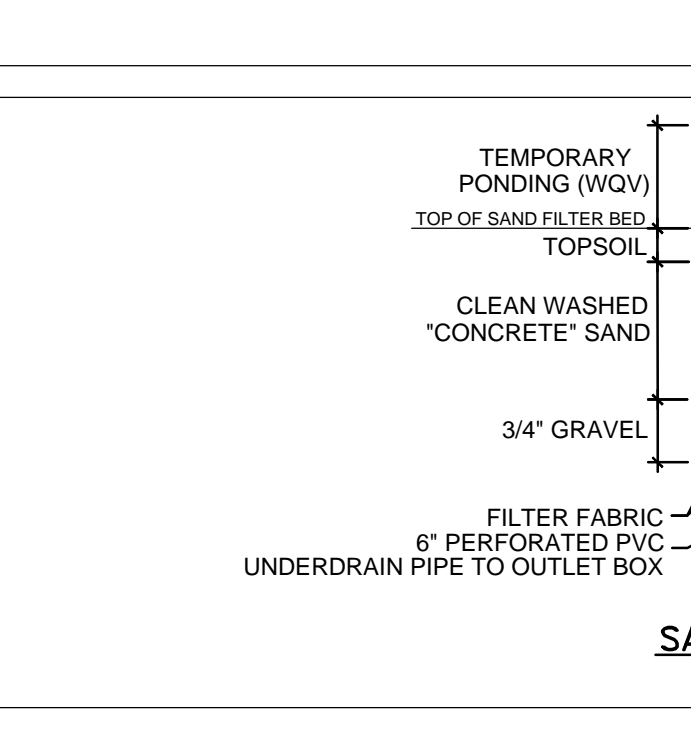 TEMPORARY
PONDING (WQV)
TOP OF SAND FILTER BED
TOPSOIL
CLEAN WASHED
"CONCRETE" SAND
3/4" GRAVEL
FILTER FABRIC
6" PERFORATED PVC
UNDERDRAIN PIPE TO OUTLET BOX
SA